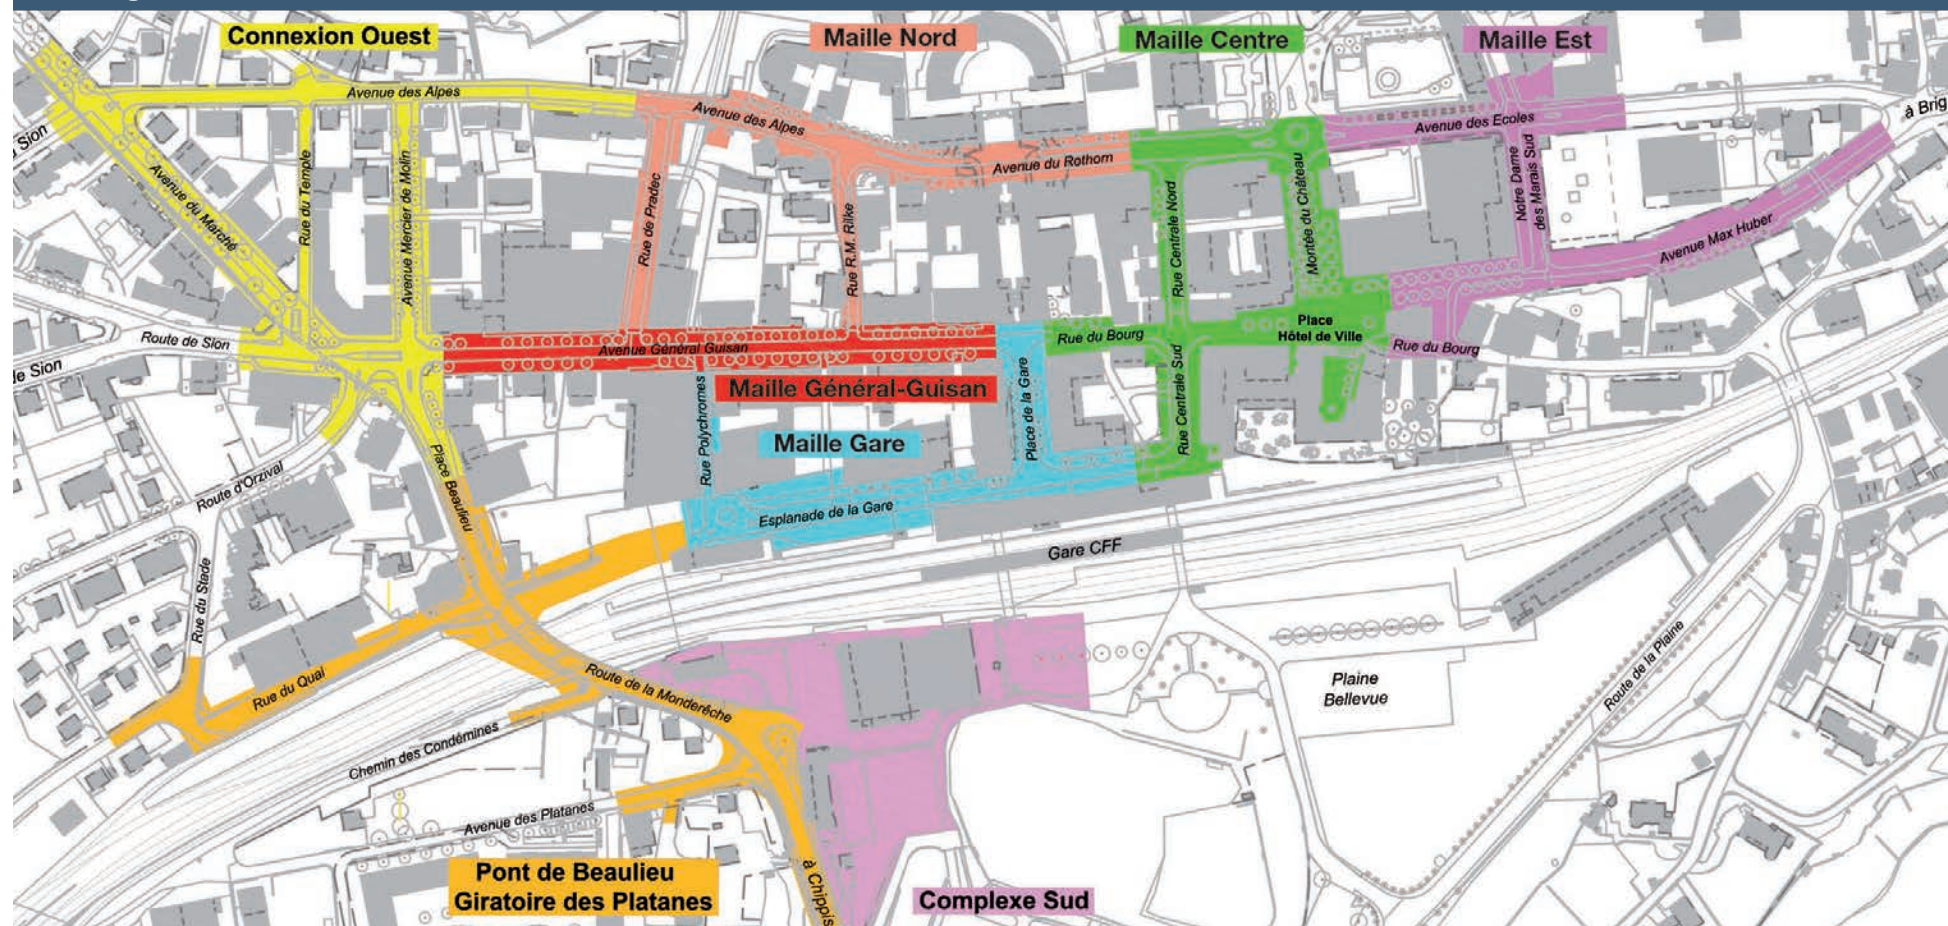 Connexion Ouest
Maille Nord
Maille Centre
Maille Est
Avenue des Alpes
Avenue des Alpes
Avenue des Ecoles
à Brig
Sion
Avenue du Rothorn
Avenue du Marché
Rue du Temple
Avenue Mercier de Molin
Rue de Pradec
Rue R.M. Rilke
Rue Centrale Nord
Montée du Château
Notre Dame
des Marais Sud
Avenue Max Huber
Route de Sion
de Sion
Avenue Général Guisan
Rue du Bourg
Place
Hôtel de Ville
Rue du Bourg
Maille Général-Guisan
Place de la Gare
Rue Centrale Sud
Rue Polychromes
Maille Gare
Place Beaulieu
Route d'Orzival
Esplanade de la Gare
Gare CFF
Rue du Stade
Rue du Quai
Route de la Monderêche
Plaine
Bellevue
Route de la Plaine
Chemin des Condémines
Avenue des Platanes
à Chippis
Pont de Beaulieu
Giratoire des Platanes
Complexe Sud